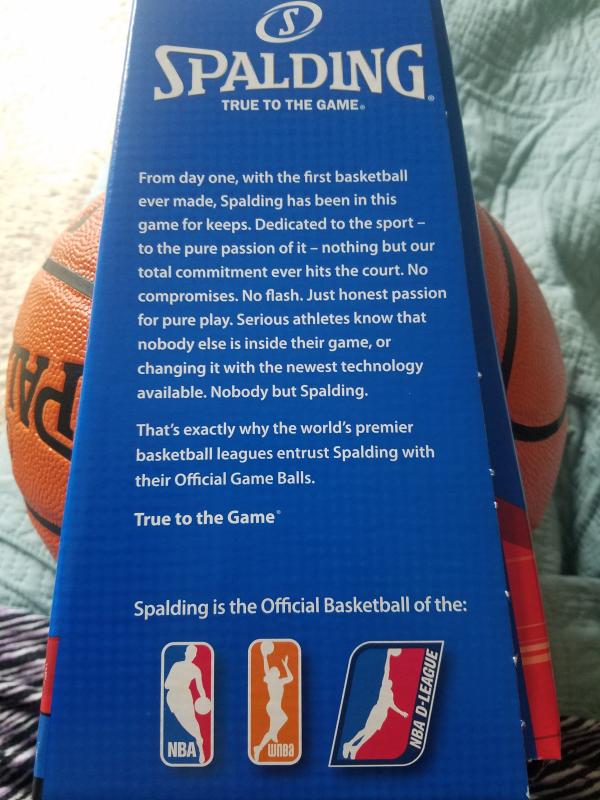 S
SPALDING®
TRUE TO THE GAME®
From day one, with the first basketball
ever made, Spalding has been in this
game for keeps. Dedicated to the sport –
to the pure passion of it – nothing but our
total commitment ever hits the court. No
compromises. No flash. Just honest passion
for pure play. Serious athletes know that
nobody else is inside their game, or
changing it with the newest technology
available. Nobody but Spalding.
That's exactly why the world's premier
basketball leagues entrust Spalding with
their Official Game Balls.
True to the Game®
Spalding is the Official Basketball of the:
NBA
WNBA
NBA D-LEAGUE
SPAL